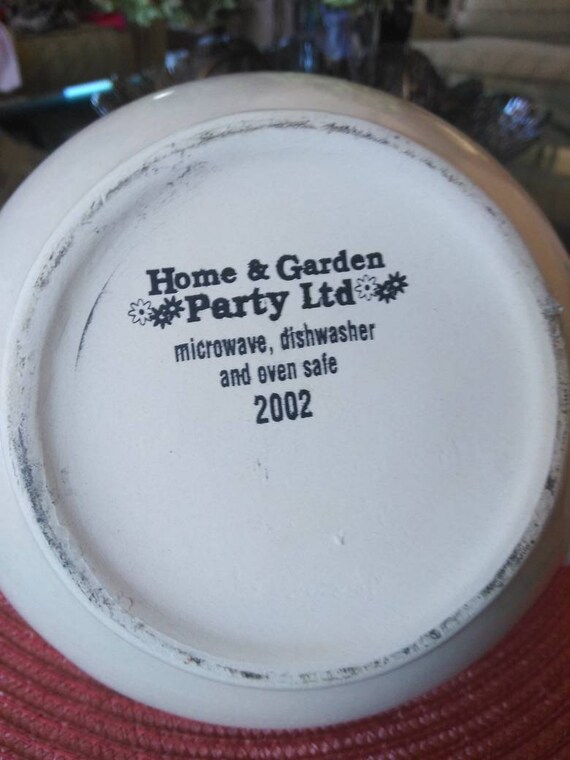 Home & Garden
Party Ltd
microwave, dishwasher
and oven safe
2002